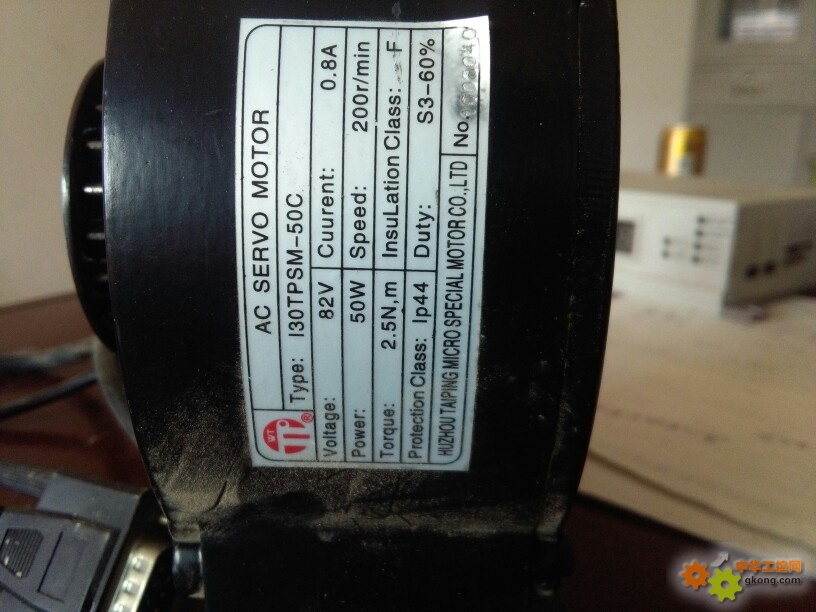 AC SERVO MOTOR
Type: I30TPSM-50C
Voltage: 82V Cuurent: 0.8A
Power: 50W Speed: 200r/min
Torque: 2.5N,m InsuLation Class: F
Protection Class: Ip44 Duty: S3-60%
HUZHOU TAIPING MICRO SPECIAL MOTOR CO.,LTD No.
WT
®
中华工控网
gkong.com